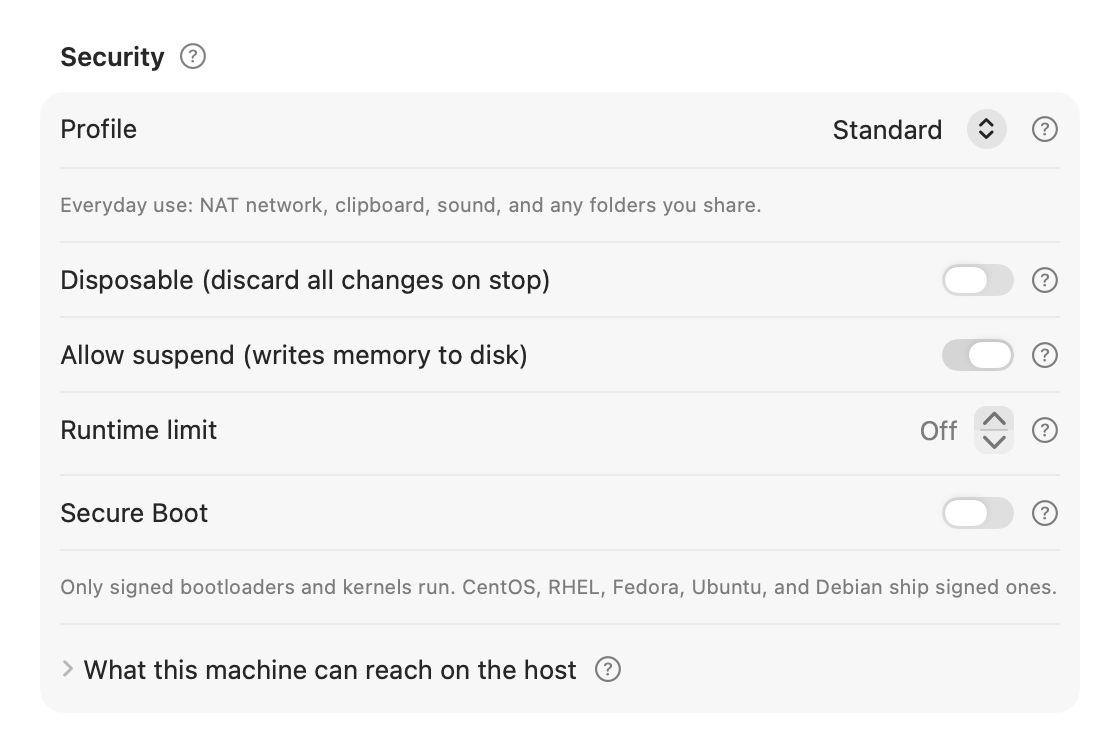 Security ?
Profile Standard ?
Everyday use: NAT network, clipboard, sound, and any folders you share.
Disposable (discard all changes on stop) ?
Allow suspend (writes memory to disk) ?
Runtime limit Off ?
Secure Boot ?
Only signed bootloaders and kernels run. CentOS, RHEL, Fedora, Ubuntu, and Debian ship signed ones.
What this machine can reach on the host ?